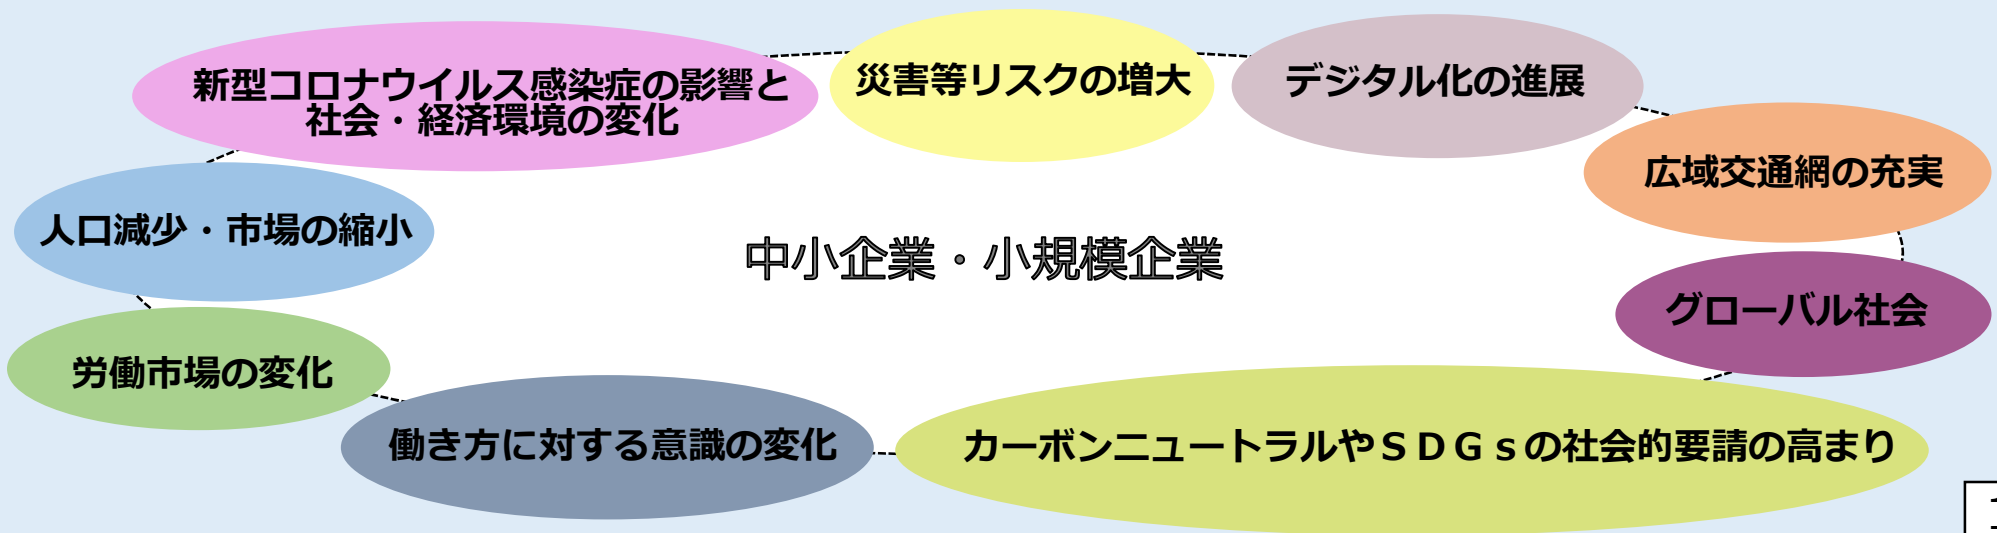 新型コロナウイルス感染症の影響と
社会・経済環境の変化
災害等リスクの増大
デジタル化の進展
広域交通網の充実
人口減少・市場の縮小
中小企業・小規模企業
グローバル社会
労働市場の変化
働き方に対する意識の変化
カーボンニュートラルやＳＤＧｓの社会的要請の高まり